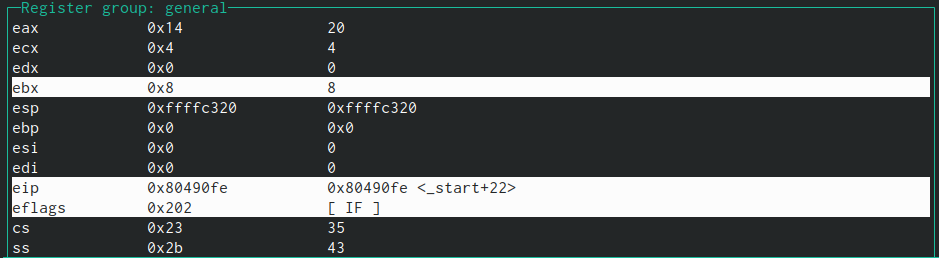 Register group: general
eax 0x14 20
ecx 0x4 4
edx 0x0 0
ebx 0x8 8
esp 0xffffc320 0xffffc320
ebp 0x0 0x0
esi 0x0 0
edi 0x0 0
eip 0x80490fe 0x80490fe <_start+22>
eflags 0x202 [ IF ]
cs 0x23 35
ss 0x2b 43